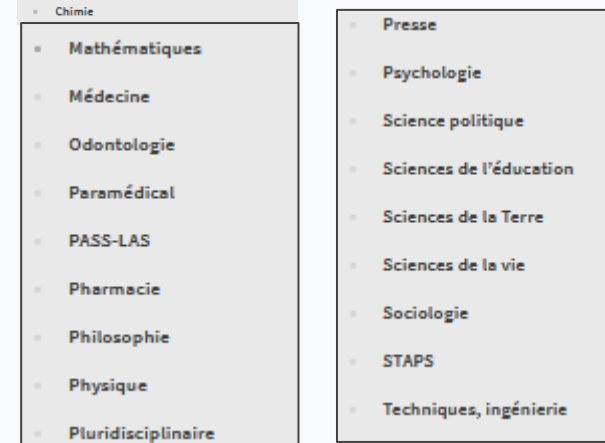 Chimie
Mathématiques
Médecine
Odontologie
Paramédical
PASS-LAS
Pharmacie
Philosophie
Physique
Pluridisciplinaire
Presse
Psychologie
Science politique
Sciences de l'éducation
Sciences de la Terre
Sciences de la vie
Sociologie
STAPS
Techniques, ingénierie